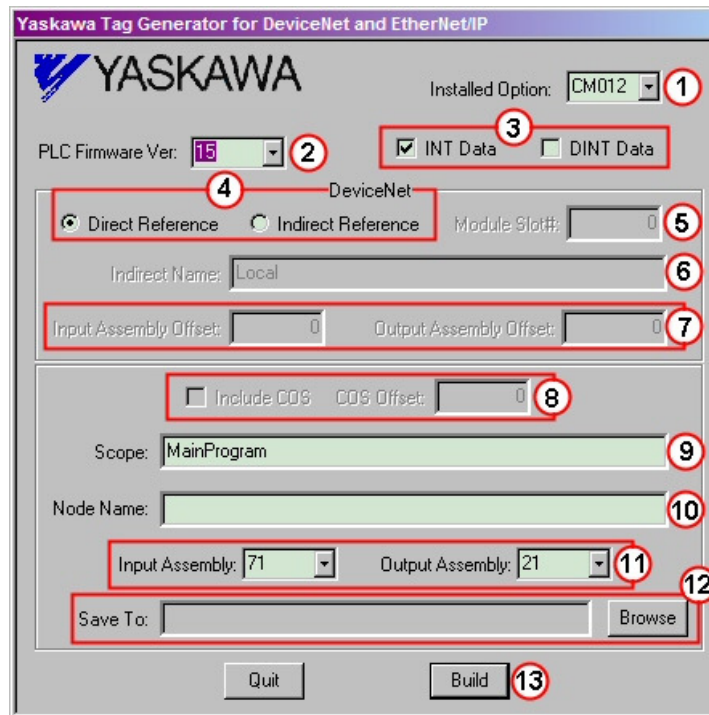 Yaskawa Tag Generator for DeviceNet and EtherNet/IP
YASKAWA
Installed Option: CM012 1
3
PLC Firmware Ver: 15 2
INT Data DINT Data
4 DeviceNet
Direct Reference Indirect Reference Module Slot#: 0 5
Indirect Name: Local 6
Input Assembly Offset: 0 Output Assembly Offset: 0 7
Include COS COS Offset: 0 8
Scope: MainProgram 9
Node Name: 10
Input Assembly: 71 Output Assembly: 21 11
12
Save To: Browse
Quit Build 13